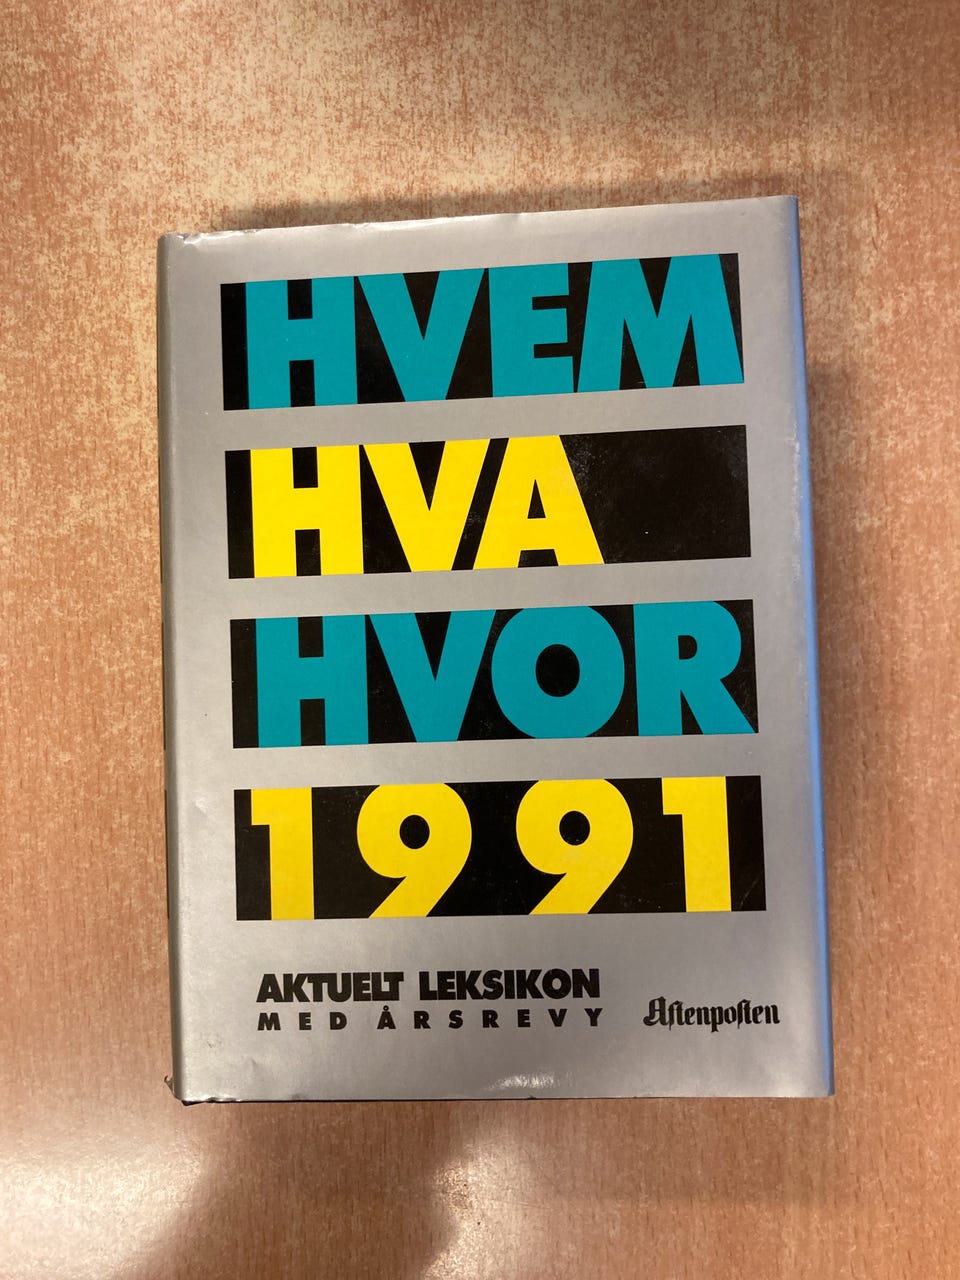 HVEM
HVA
HVOR
1991
AKTUELT LEKSIKON
MED ÅRSREVY
Aftenposten